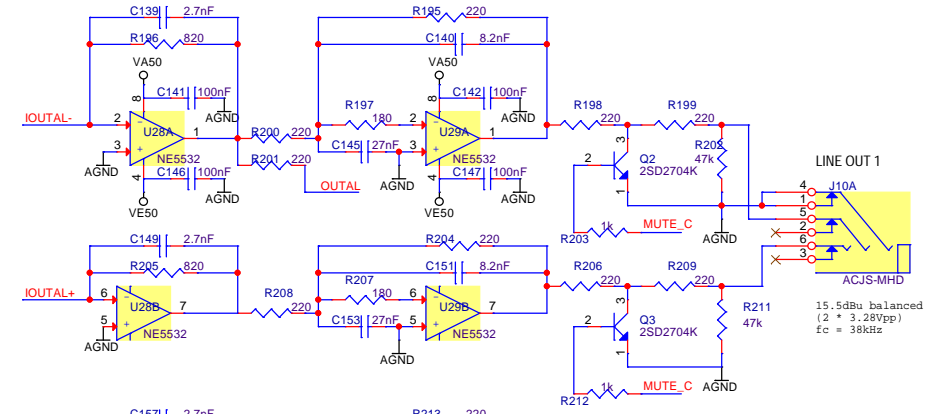 C139 2.7nF
R195 220
R196 820
C140 8.2nF
VA50
VA50
C141 100nF
C142 100nF
8
AGND
8
AGND
R197
180
R198
220
R199
220
IOUTAL-
2
U28A
1
R200
220
2
U29A
1
3
NE5532
R201
220
C145 27nF
3
NE5532
3
Q2
2SD2704K
2
1
R202
47k
LINE OUT 1
J10A
AGND
4
C146 100nF
OUTAL
AGND
4
C147 100nF
VE50
AGND
VE50
AGND
4
1
5
2
6
3
ACJS-MHD
R203
1k
MUTE_C
AGND
C149 2.7nF
R204
220
R205 820
C151 8.2nF
R207
180
R206
220
R209
220
IOUTAL+
6
U28B
7
R208
220
6
U29B
7
5
NE5532
C153 27nF
5
NE5532
3
Q3
2SD2704K
2
1
R211
47k
15.5dBu balanced
(2 * 3.28Vpp)
fc = 38kHz
AGND
AGND
R212
1k
MUTE_C
AGND
C157 2.7nF
R213 220